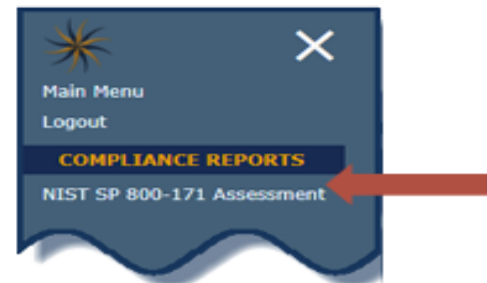 Main Menu
Logout
COMPLIANCE REPORTS
NIST SP 800-171 Assessment